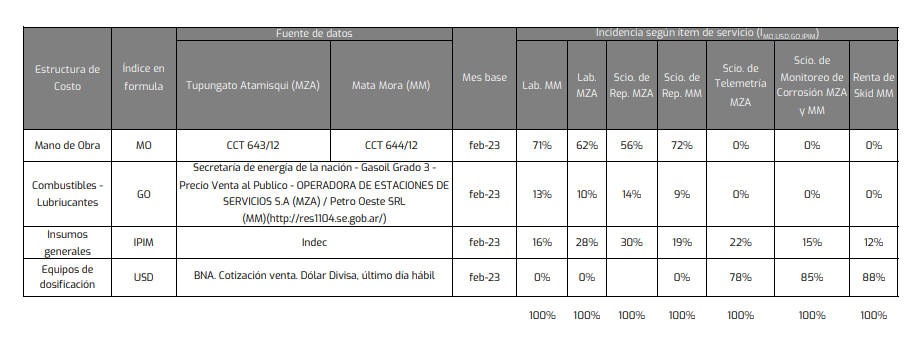 Estructura de Costo | Índice en formula | Fuente de datos | Mes base | Incidencia según ítem de servicio (I MO,USD,GO,IPIM)
Tupungato Atamisqui (MZA) | Mata Mora (MM) | Lab. MM | Lab. MZA | Scio. de Rep. MZA | Scio. de Rep. MM | Scio. de Telemetría MZA | Scio. de Monitoreo de Corrosión MZA y MM | Renta de Skid MM
Mano de Obra | MO | CCT 643/12 | CCT 644/12 | feb-23 | 71% | 62% | 56% | 72% | 0% | 0% | 0%
Combustibles - Lubriucantes | GO | Secretaría de energía de la nación - Gasoil Grado 3 - Precio Venta al Publico - OPERADORA DE ESTACIONES DE SERVICIOS S.A (MZA) / Petro Oeste SRL (MM)(http://res1104.se.gob.ar/) | feb-23 | 13% | 10% | 14% | 9% | 0% | 0% | 0%
Insumos generales | IPIM | Indec | feb-23 | 16% | 28% | 30% | 19% | 22% | 15% | 12%
Equipos de dosificación | USD | BNA. Cotización venta. Dólar Divisa, último día hábil | feb-23 | 0% | 0% | | 0% | 78% | 85% | 88%
100% | 100% | 100% | 100% | 100% | 100% | 100%